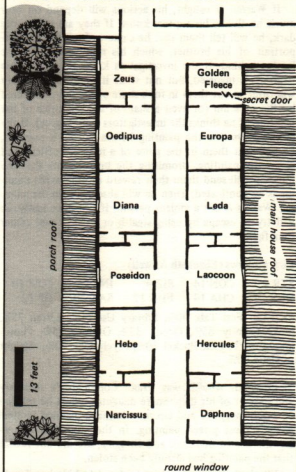 Zeus
Golden
Fleece
secret door
Oedipus
Europa
Diana
Leda
main house roof
porch roof
Poseidon
Laocoon
13 feet
Hebe
Hercules
Narcissus
Daphne
round window